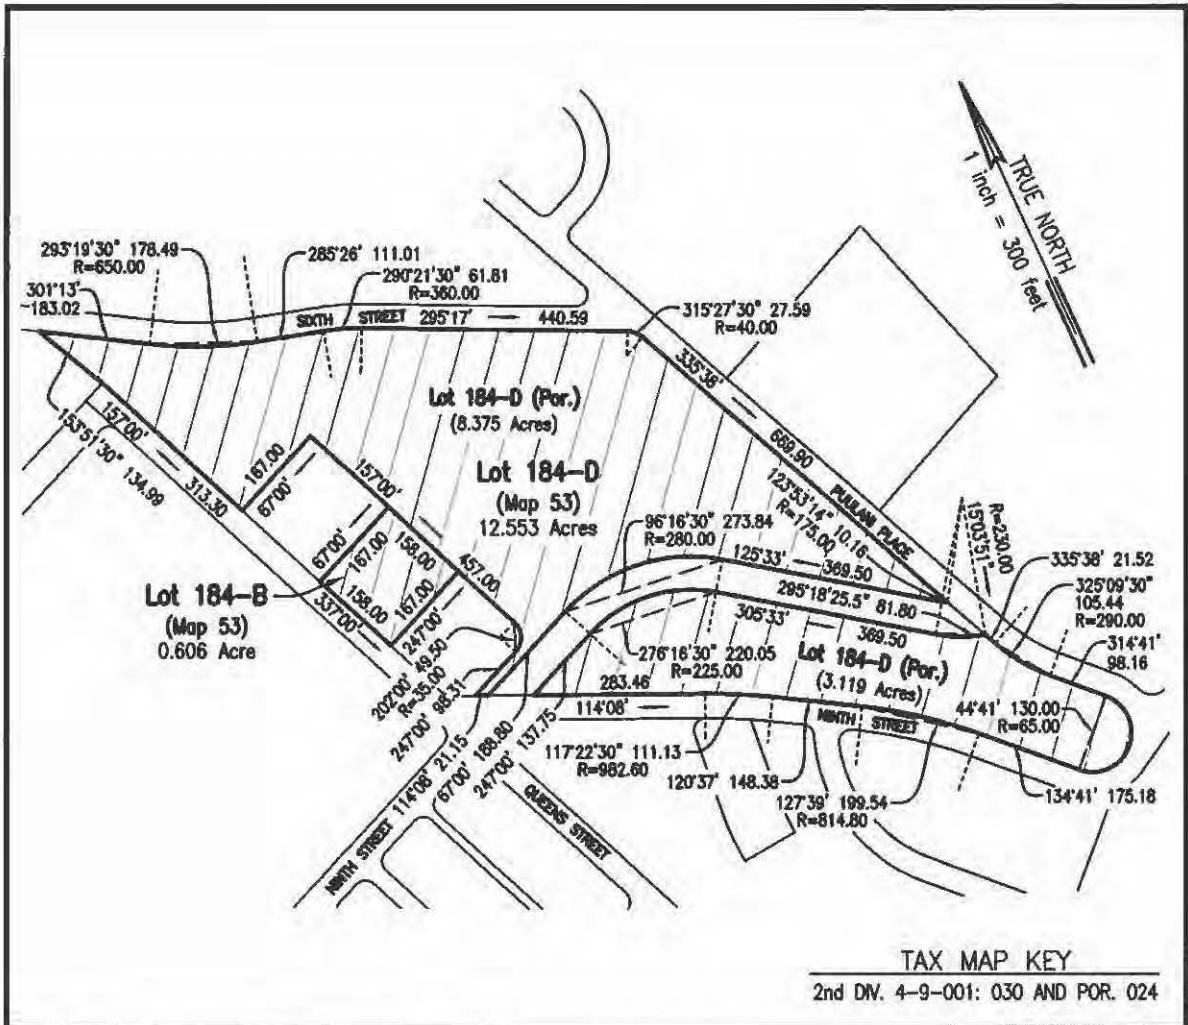 TRUE NORTH
1 inch = 300 feet
293°19'30" 178.49
R=650.00
285°26' 111.01
290°21'30" 61.81
R=360.00
301°13'
183.02
SIXTH STREET 295°17' 440.59
315°27'30" 27.59
R=40.00
335°38' 669.90
PUULANI PLACE
Lot 184-D (Por.)
(8.375 Acres)
Lot 184-D
(Map 53)
12.553 Acres
157°00' 313.30
153°51'30" 134.99
167.00
67°00'
157°00' 457.00
67°00'
167.00
158.00
167.00
247°00'
158.00
337°00'
Lot 184-B
(Map 53)
0.606 Acre
96°16'30" 273.84
R=280.00
123°53'14" 10.16
R=175.00
125°33' 369.50
295°18'25.5" 81.80
305°33' 369.50
R=230.00
15°03'51"
335°38' 21.52
325°09'30"
105.44
R=290.00
314°41'
98.16
276°16'30" 220.05
R=225.00
Lot 184-D (Por.)
(3.119 Acres)
44°41' 130.00
R=65.00
202°00' 49.50
R=35.00
247°00' 98.31
283.46
114°08'
NINTH STREET
117°22'30" 111.13
R=982.60
120°37' 148.38
127°39' 199.54
R=814.80
134°41' 175.18
NINTH STREET 114°08' 21.15
67°00' 188.80
247°00' 137.75
QUEENS STREET
TAX MAP KEY
2nd DIV. 4-9-001: 030 AND POR. 024